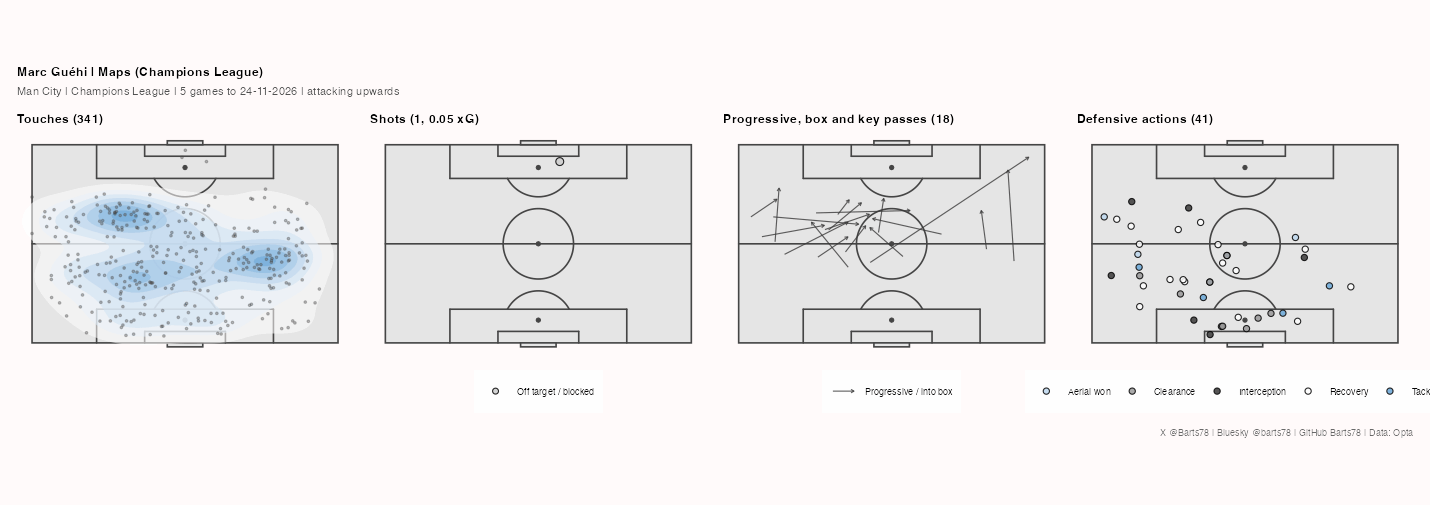 Marc Guéhi | Maps (Champions League)
Man City | Champions League | 5 games to 24-11-2026 | attacking upwards
Touches (341)
Shots (1, 0.05 xG)
Progressive, box and key passes (18)
Defensive actions (41)
Off target / blocked
Progressive / into box
Aerial won
Clearance
Interception
Recovery
Tack
X @Barts78 | Bluesky @barts78 | GitHub Barts78 | Data: Opta